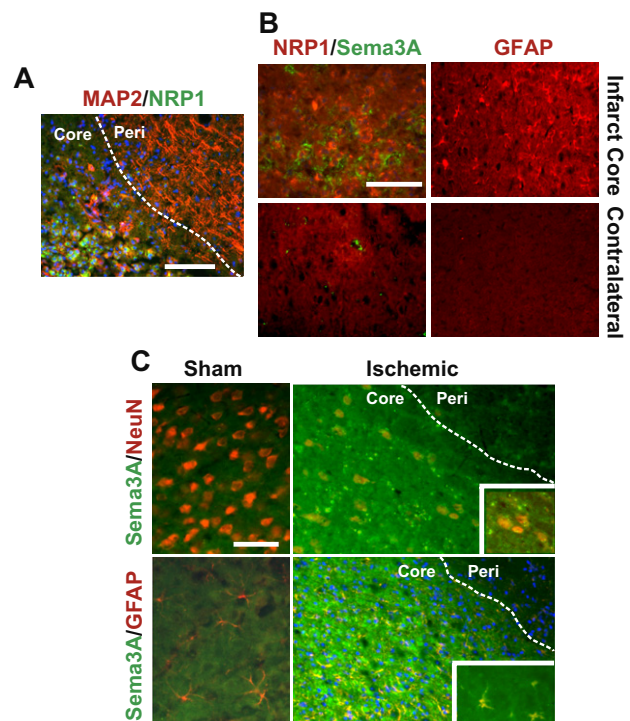 A
MAP2/NRP1
Core Peri
B
NRP1/Sema3A
GFAP
Infarct Core
Contralateral
C
Sham
Ischemic
Sema3A/NeuN
Core Peri
Sema3A/GFAP
Core Peri